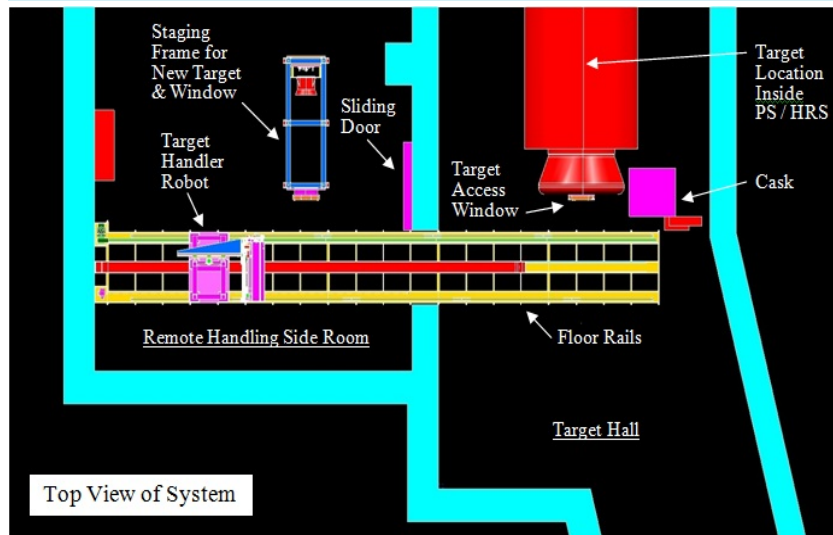 Staging
Frame for
New Target
& Window
Sliding
Door
Target
Handler
Robot
Target
Location
Inside
PS / HRS
Target
Access
Window
Cask
Remote Handling Side Room
Floor Rails
Target Hall
Top View of System